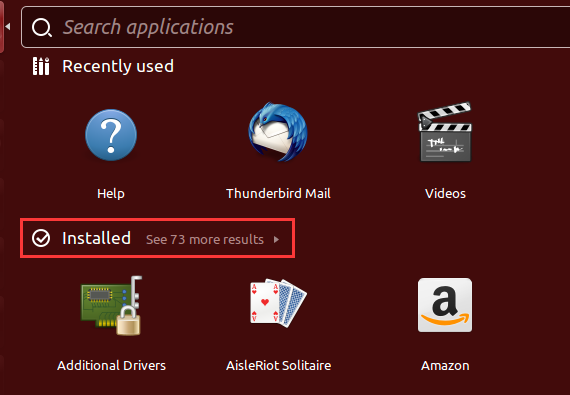 Search applications
Recently used
Help Thunderbird Mail Videos
Installed See 73 more results
Additional Drivers AisleRiot Solitaire Amazon